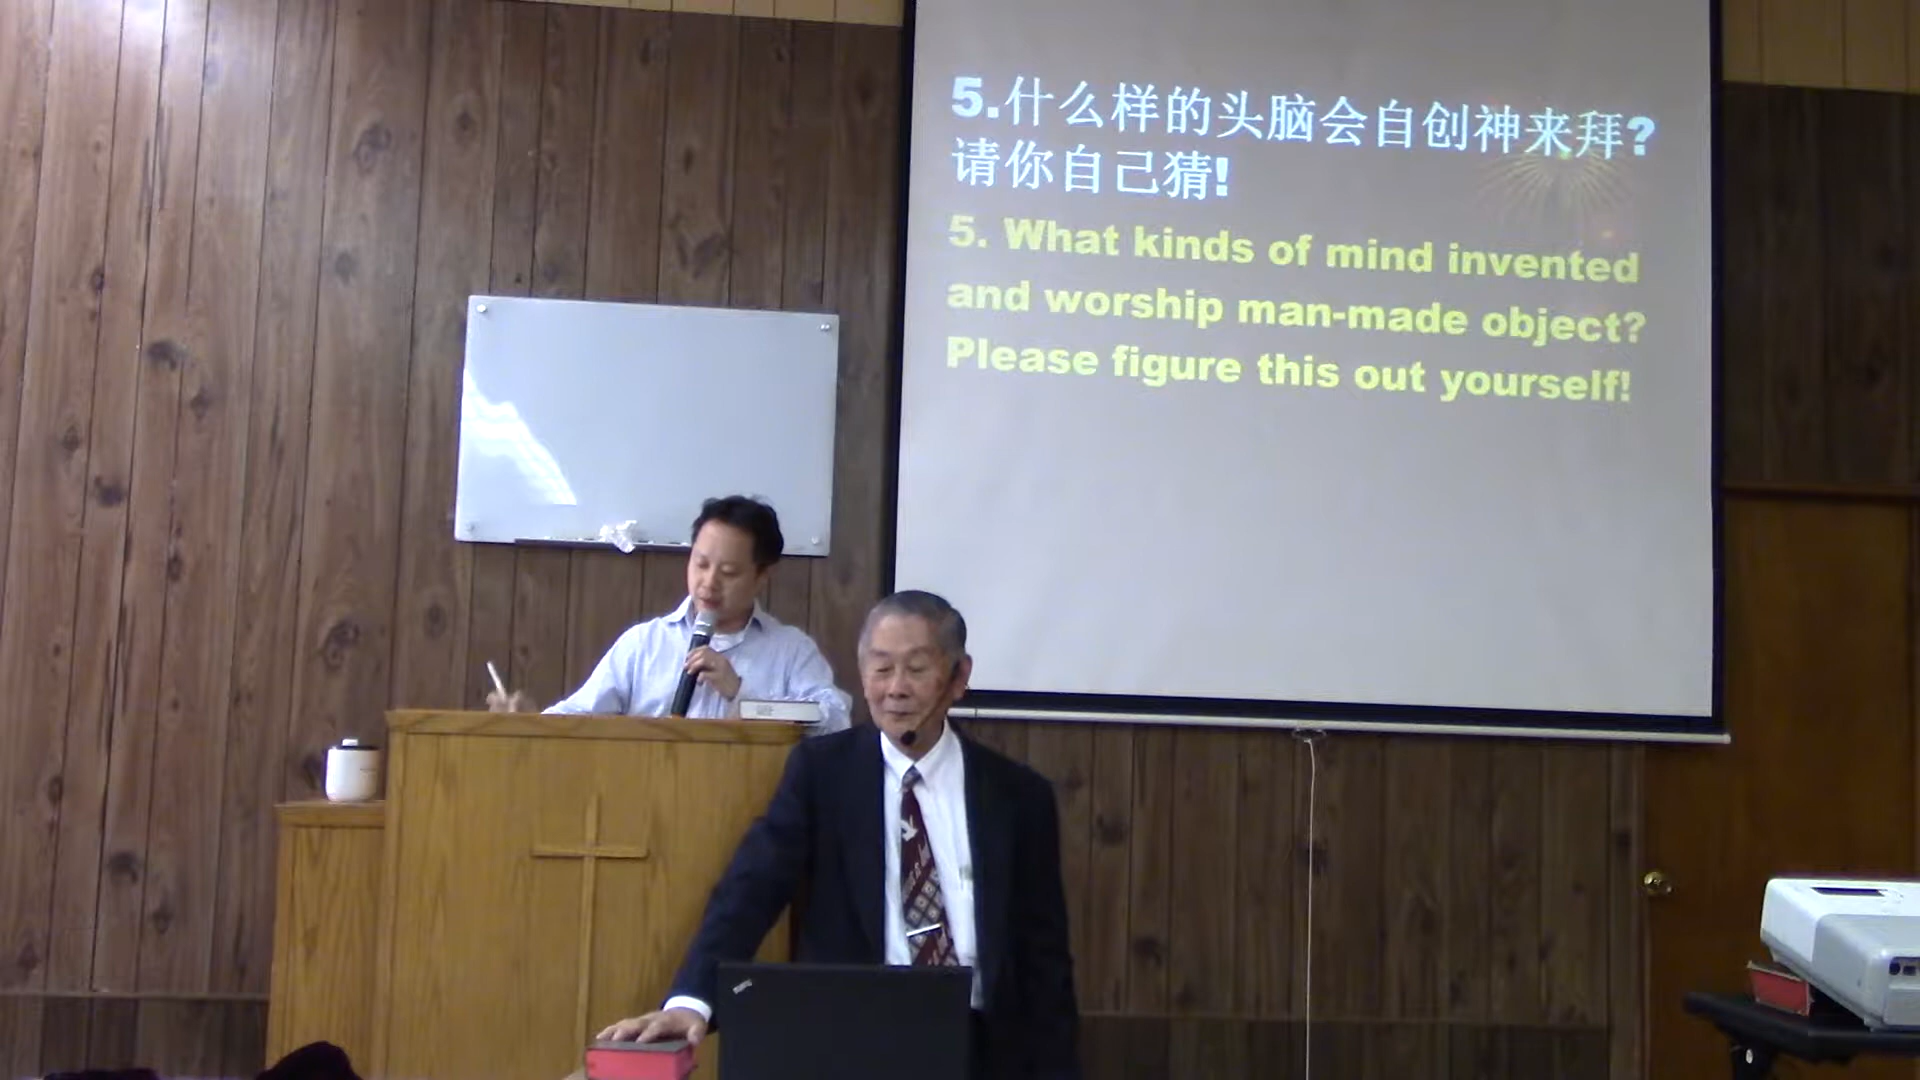 5.什么样的头脑会自创神来拜?
请你自己猜!
5. What kinds of mind invented
and worship man-made object?
Please figure this out yourself!